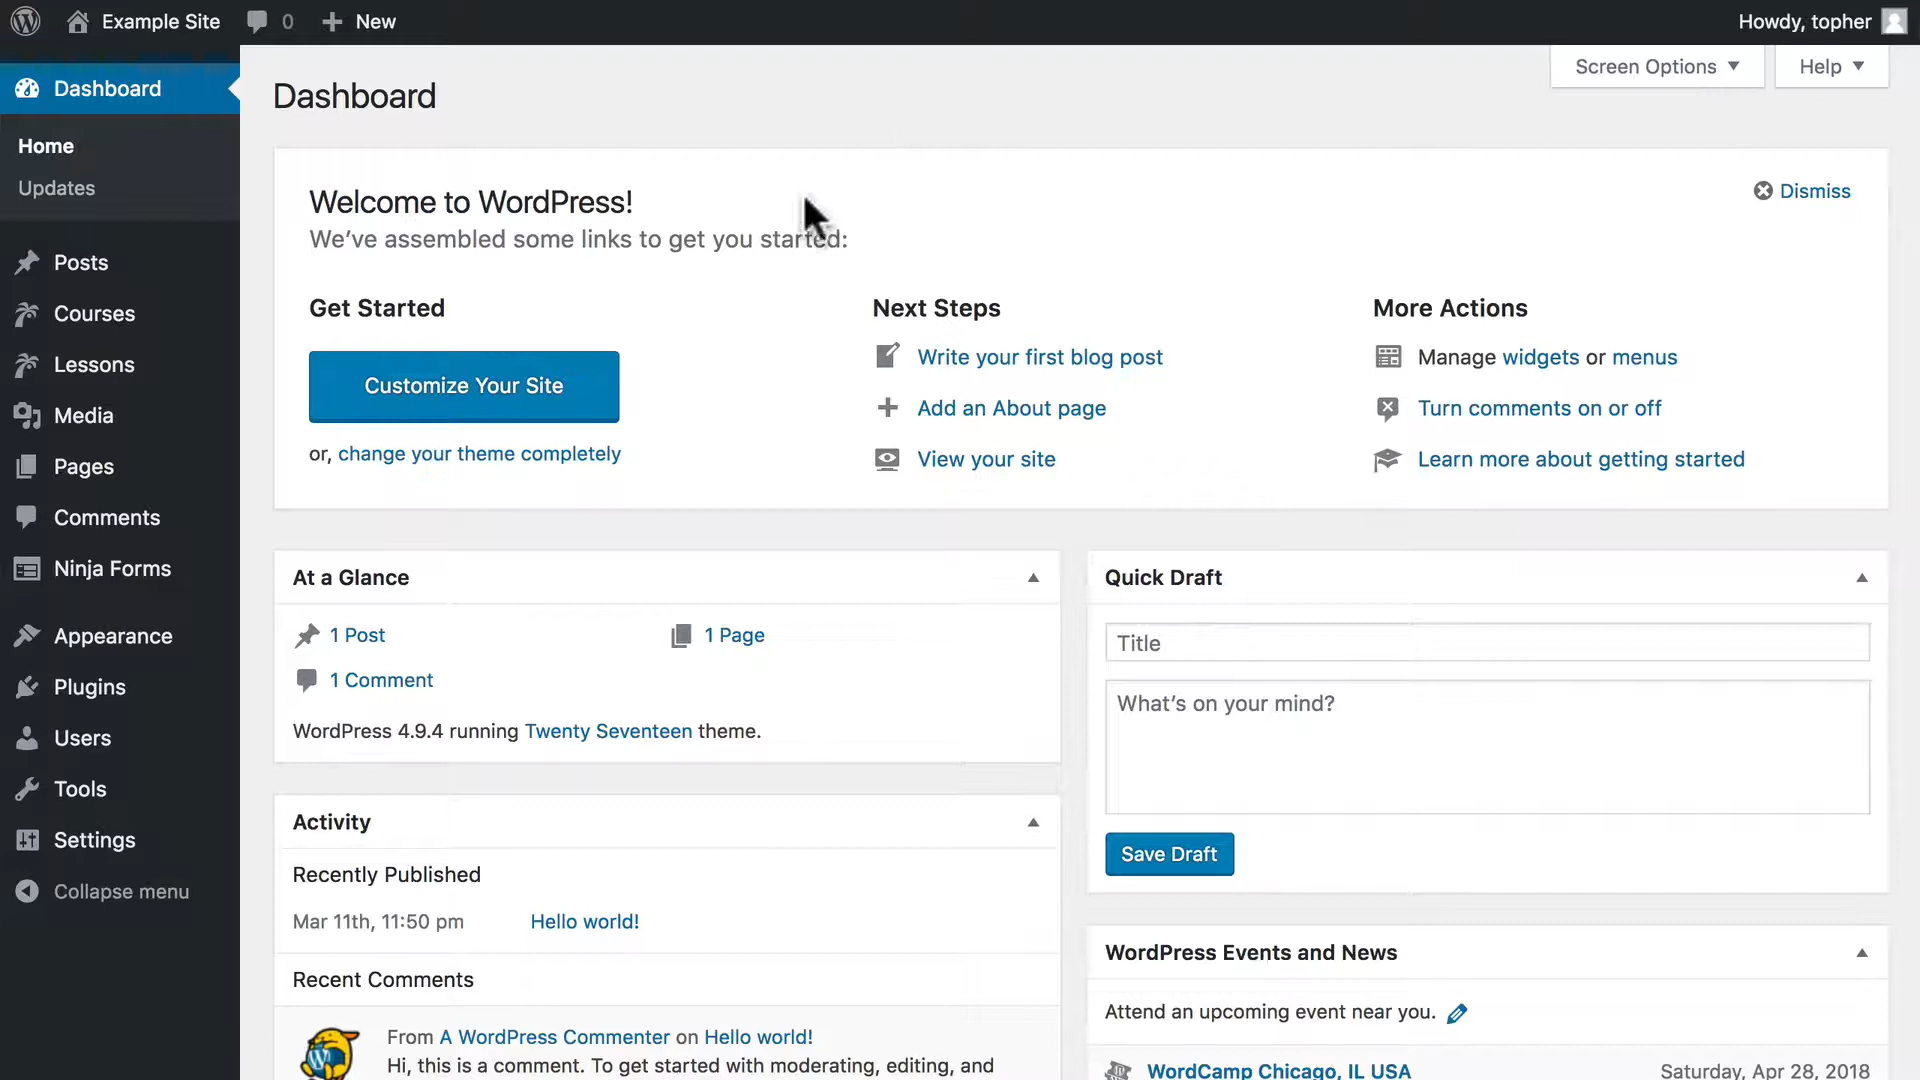 Example Site 0 New Howdy, topher
Screen Options Help
Dashboard
Home
Updates
Posts
Courses
Lessons
Media
Pages
Comments
Ninja Forms
Appearance
Plugins
Users
Tools
Settings
Collapse menu
Dashboard
Welcome to WordPress!
We've assembled some links to get you started:
Dismiss
Get Started
Customize Your Site
or, change your theme completely
Next Steps
Write your first blog post
Add an About page
View your site
More Actions
Manage widgets or menus
Turn comments on or off
Learn more about getting started
At a Glance
1 Post
1 Page
1 Comment
WordPress 4.9.4 running Twenty Seventeen theme.
Activity
Recently Published
Mar 11th, 11:50 pm Hello world!
Recent Comments
From A WordPress Commenter on Hello world!
Hi, this is a comment. To get started with moderating, editing, and
Quick Draft
Title
What's on your mind?
Save Draft
WordPress Events and News
Attend an upcoming event near you.
WordCamp Chicago, IL USA Saturday, Apr 28, 2018